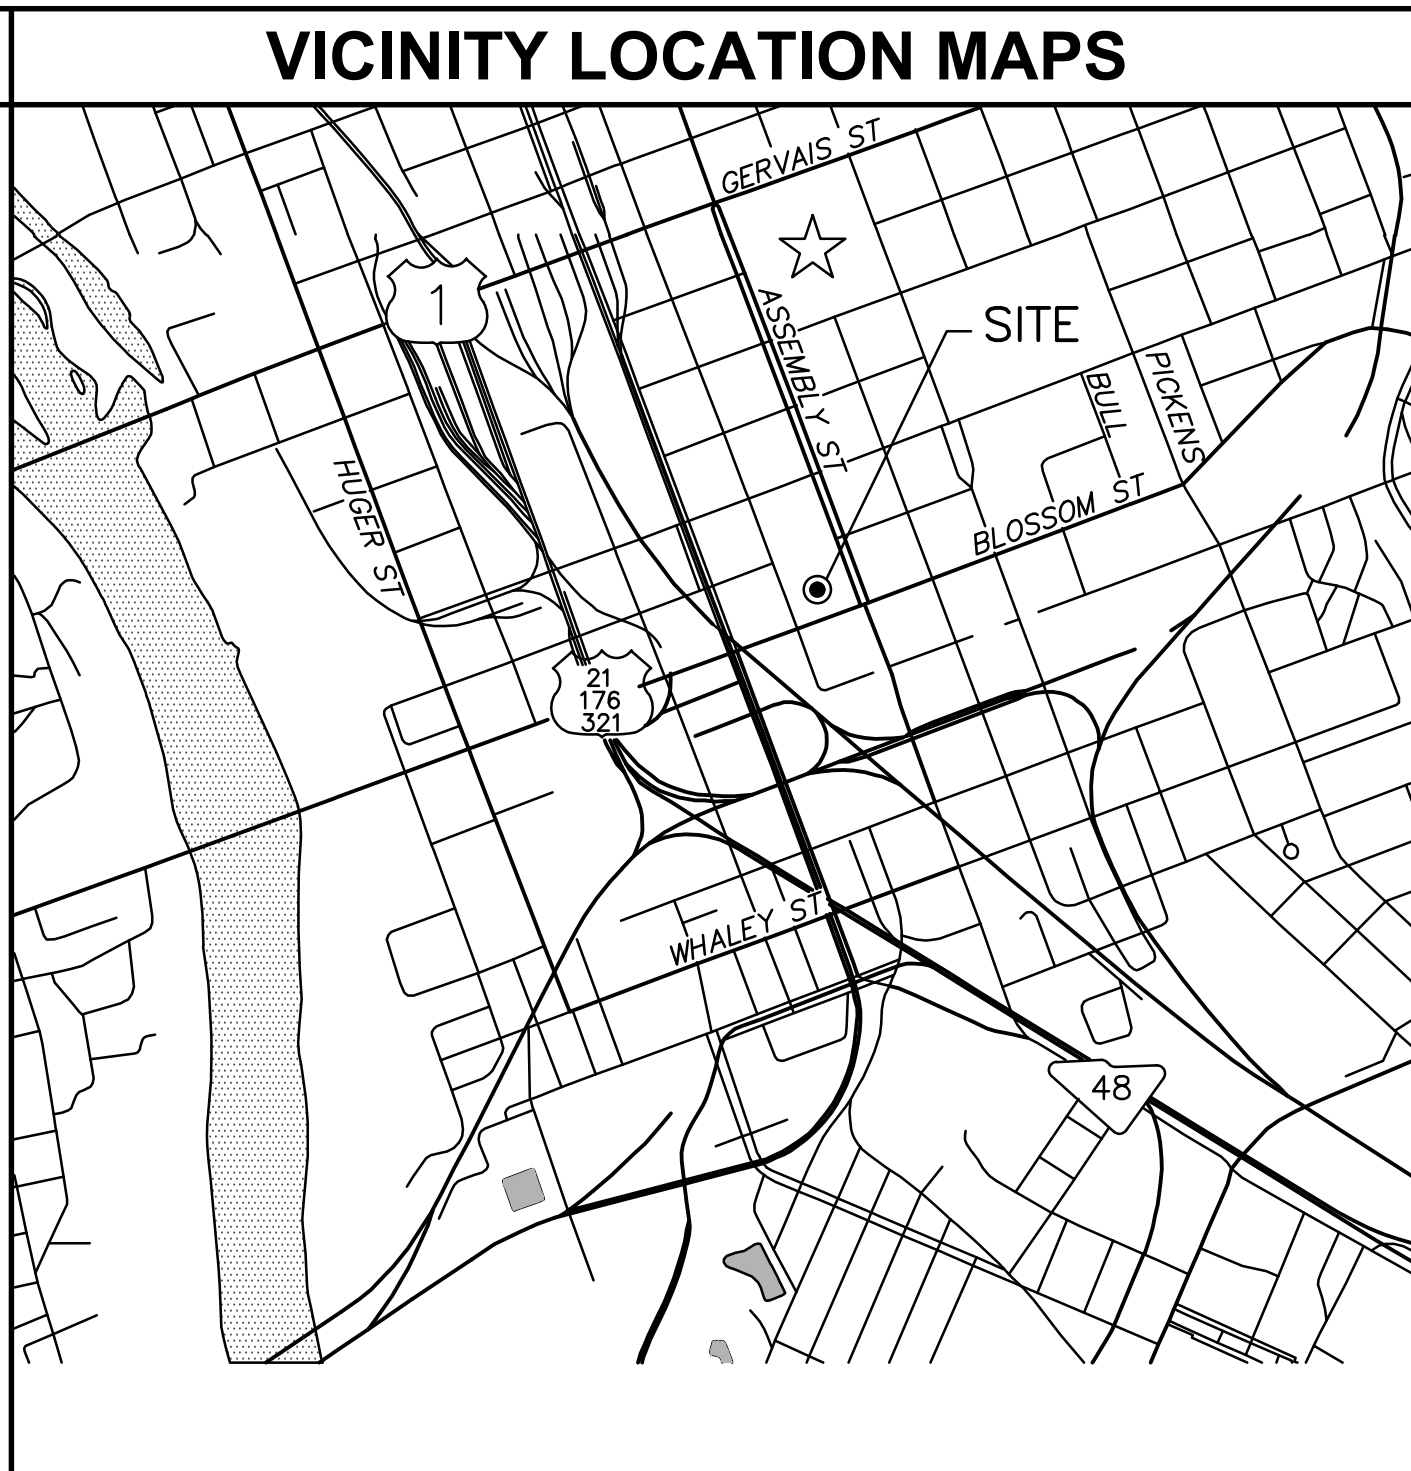 VICINITY LOCATION MAPS
GERVAIS ST
1
ASSEMBLY ST
SITE
PICKENS
BULL
HUGER ST
BLOSSOM ST
21
176
321
WHALEY ST
48